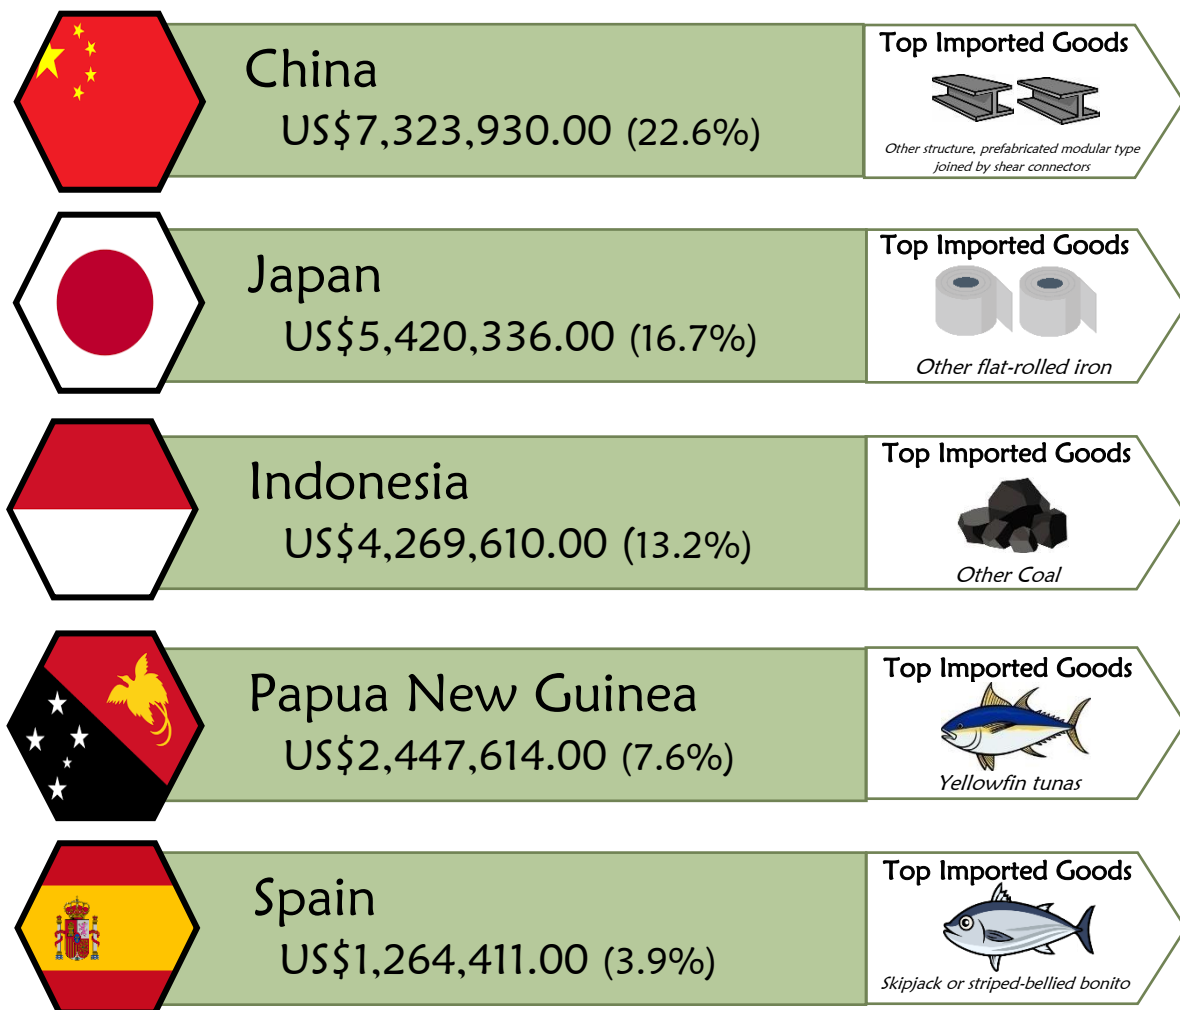 China
US$7,323,930.00 (22.6%)
Top Imported Goods
Other structure, prefabricated modular type
joined by shear connectors
Japan
US$5,420,336.00 (16.7%)
Top Imported Goods
Other flat-rolled iron
Indonesia
US$4,269,610.00 (13.2%)
Top Imported Goods
Other Coal
Papua New Guinea
US$2,447,614.00 (7.6%)
Top Imported Goods
Yellowfin tunas
Spain
US$1,264,411.00 (3.9%)
Top Imported Goods
Skipjack or striped-bellied bonito